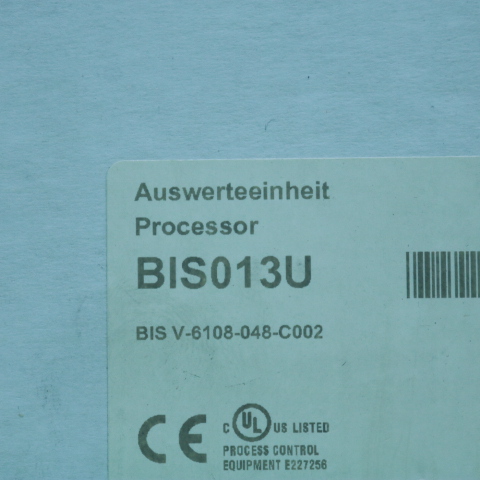 Auswerteeinheit
Processor
BIS013U
BIS V-6108-048-C002
CE C UL US LISTED
PROCESS CONTROL
EQUIPMENT E227256